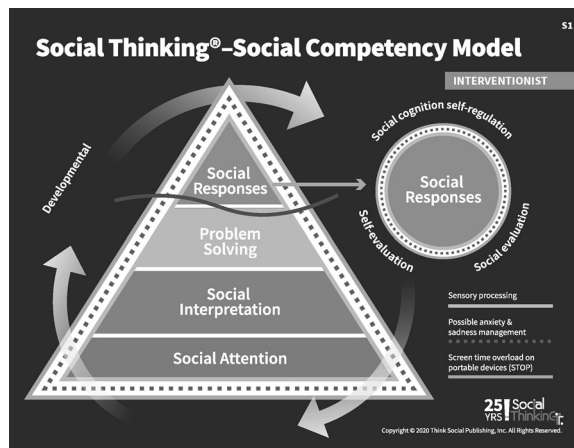 S1
Social Thinking®–Social Competency Model
INTERVENTIONIST
Developmental
Social
Responses
Problem
Solving
Social
Interpretation
Social Attention
Social cognition self-regulation
Social
Responses
Self-evaluation
Social evaluation
Sensory processing
Possible anxiety &
sadness management
Screen time overload on
portable devices (STOP)
25 YRS! Social Thinking
Copyright © 2020 Think Social Publishing, Inc. All Rights Reserved.